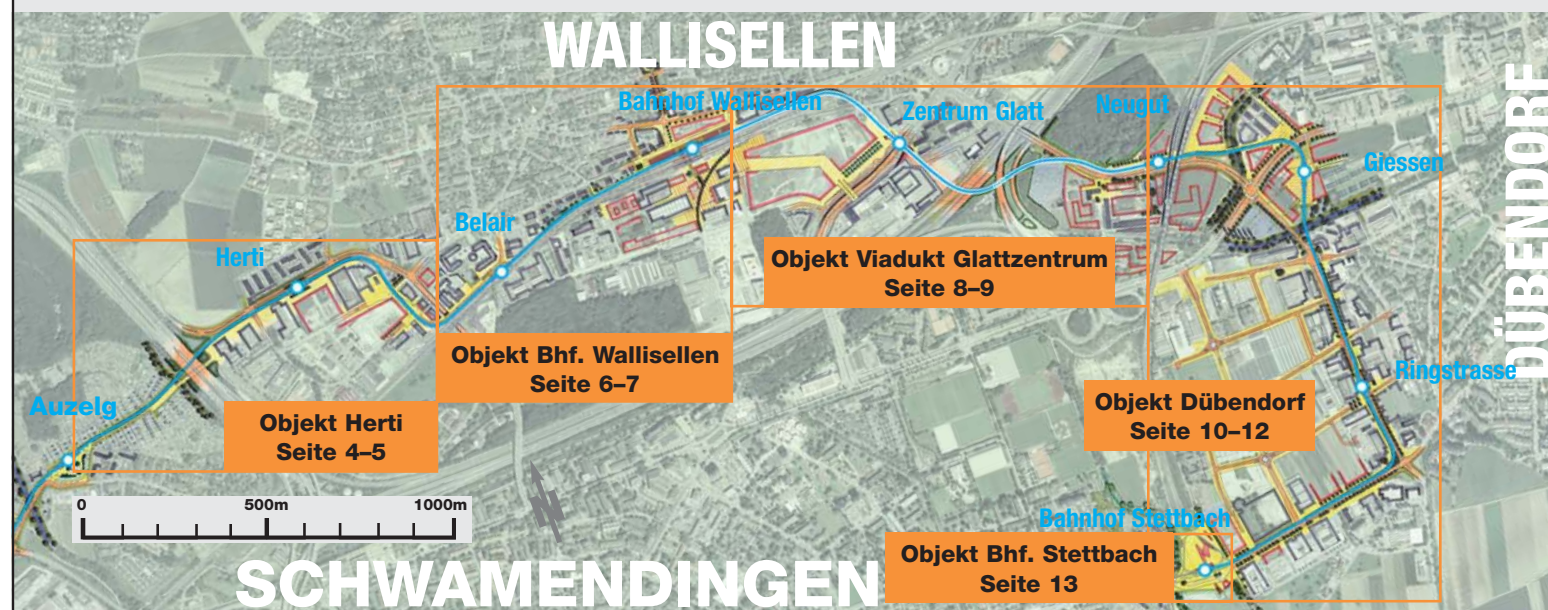 WALLISELLEN
Bahnhof Wallisellen
Zentrum Glatt
Neugut
Giessen
DÜBENDORF
Belair
Herti
Objekt Viadukt Glattzentrum
Seite 8–9
Objekt Bhf. Wallisellen
Seite 6–7
Ringstrasse
Auzelg
Objekt Herti
Seite 4–5
Objekt Dübendorf
Seite 10–12
0 500m 1000m
Bahnhof Stettbach
Objekt Bhf. Stettbach
Seite 13
SCHWAMENDINGEN
N